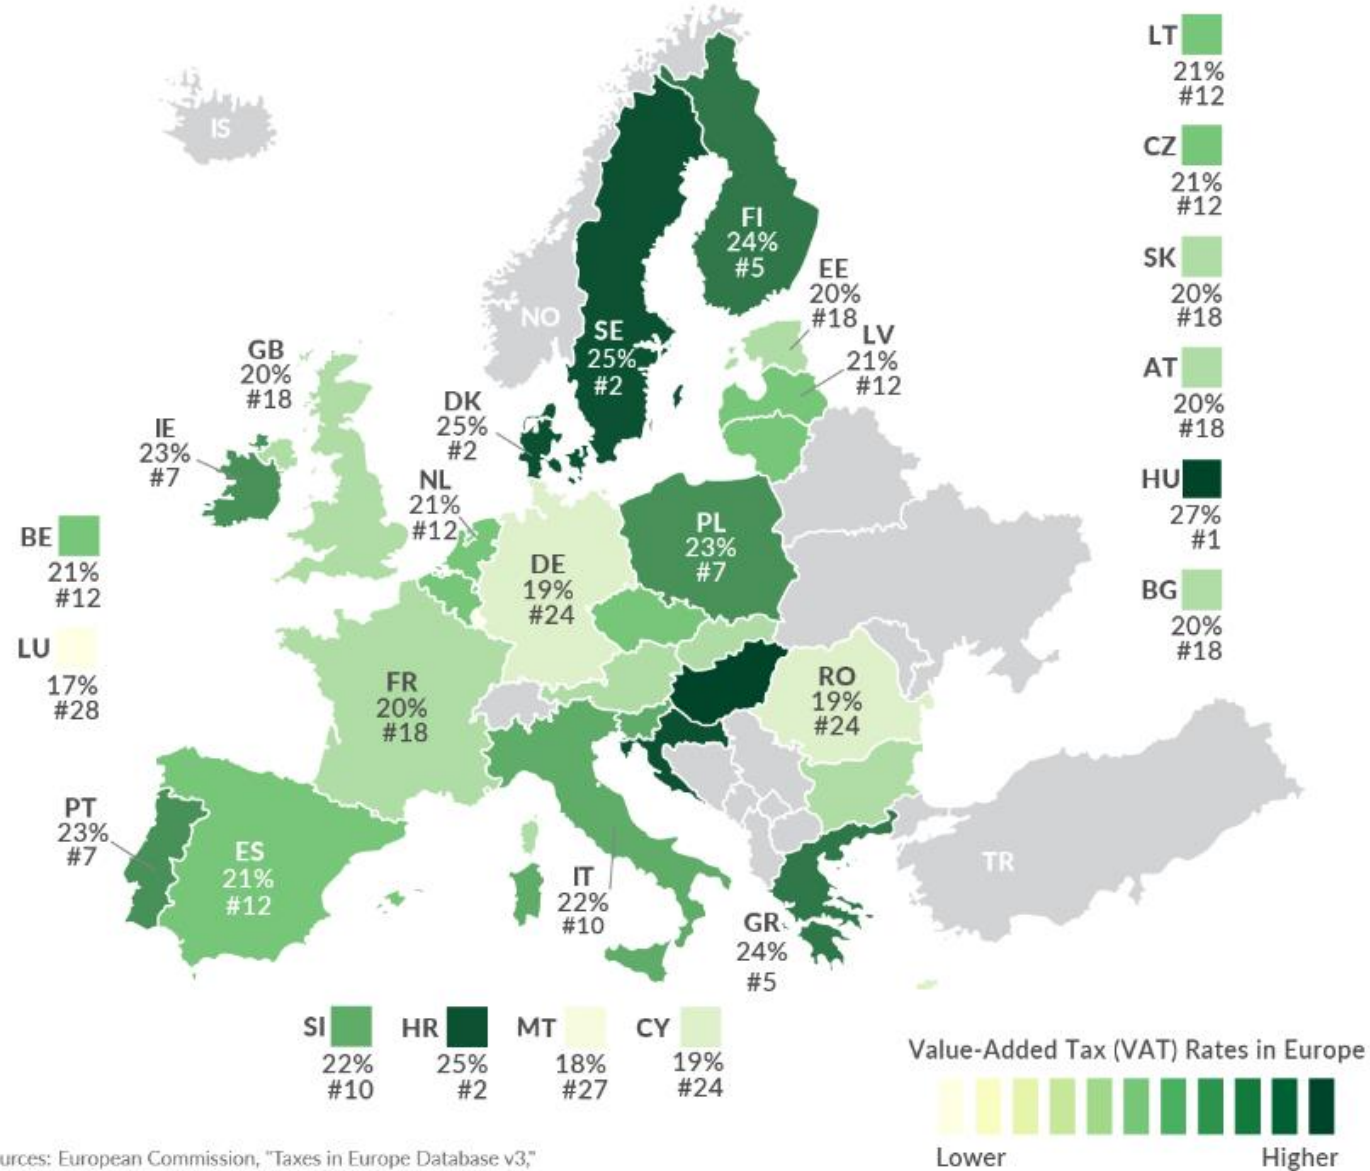 IS
NO
FI
24%
#5
SE
25%
#2
EE
20%
#18
LV
21%
#12
GB
20%
#18
IE
23%
#7
DK
25%
#2
NL
21%
#12
BE
21%
#12
LU
17%
#28
DE
19%
#24
PL
23%
#7
FR
20%
#18
RO
19%
#24
PT
23%
#7
ES
21%
#12
IT
22%
#10
GR
24%
#5
TR
LT
21%
#12
CZ
21%
#12
SK
20%
#18
AT
20%
#18
HU
27%
#1
BG
20%
#18
SI
22%
#10
HR
25%
#2
MT
18%
#27
CY
19%
#24
Value-Added Tax (VAT) Rates in Europe
Lower Higher
urces: European Commission, "Taxes in Europe Database v3,"